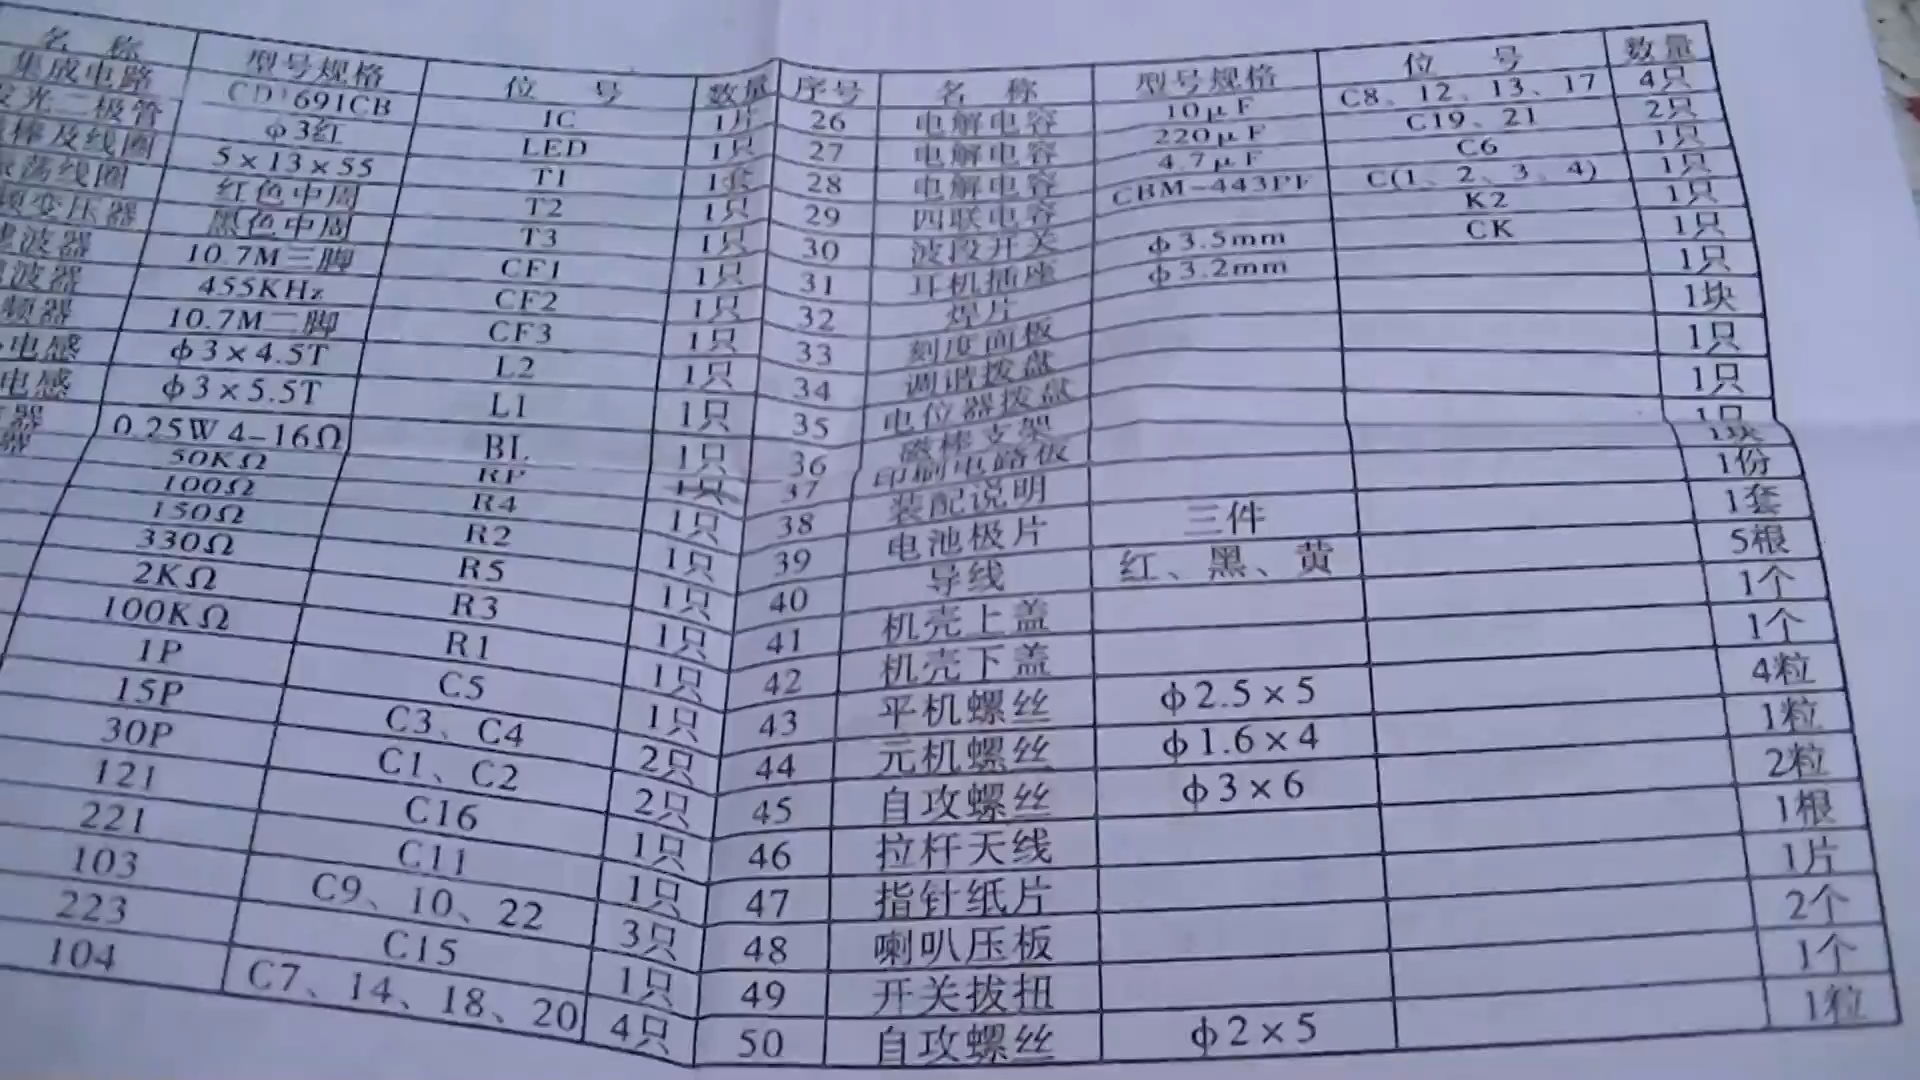 名 称 型号规格 位 号 数量 序号 名 称 型号规格 位 号 数量
集成电路 CD1691CB IC 1片 26 电解电容 10μF C8、12、13、17 4只
发光二极管 φ3红 LED 1只 27 电解电容 220μF C19、21 2只
棒及线圈 5×13×55 T1 1套 28 电解电容 4.7μF C6 1只
荡线圈 红色中周 T2 1只 29 四联电容 CBM-443PF C(1、2、3、4) 1只
频变压器 黑色中周 T3 1只 30 波段开关 K2 1只
滤波器 10.7M三脚 CF1 1只 31 耳机插座 φ3.5mm CK 1只
滤波器 455KHz CF2 1只 32 焊片 φ3.2mm 1只
频器 10.7M二脚 CF3 1只 33 刻度面板 1块
电感 φ3×4.5T L2 1只 34 调谐拨盘 1只
电感 φ3×5.5T L1 1只 35 电位器拨盘 1只
器 0.25W 4-16Ω BL 1只 36 磁棒支架 1只
器 50KΩ RP 1只 37 印刷电路板 1块
100Ω R4 1只 38 装配说明 1份
150Ω R2 1只 39 电池极片 三件 1套
330Ω R5 1只 40 导线 红、黑、黄 5根
2KΩ R3 1只 41 机壳上盖 1个
100KΩ R1 1只 42 机壳下盖 1个
1P C5 1只 43 平机螺丝 φ2.5×5 4粒
15P C3、C4 2只 44 元机螺丝 φ1.6×4 1粒
30P C1、C2 2只 45 自攻螺丝 φ3×6 2粒
121 C16 1只 46 拉杆天线 1根
221 C11 1只 47 指针纸片 1片
103 C9、10、22 3只 48 喇叭压板 2个
223 C15 1只 49 开关拔扭 1个
104 C7、14、18、20 4只 50 自攻螺丝 φ2×5 1粒